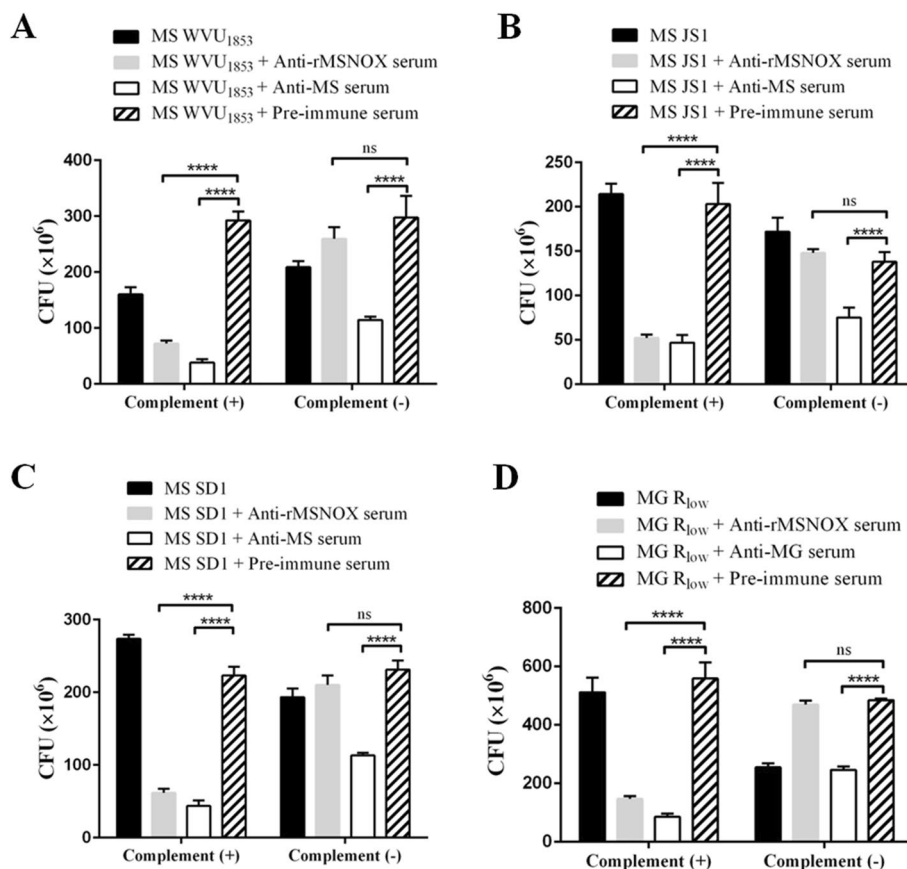 A
MS WVU1853
MS WVU1853 + Anti-rMSNOX serum
MS WVU1853 + Anti-MS serum
MS WVU1853 + Pre-immune serum
CFU (×10⁶)
400
300
200
100
0
****
****
ns
****
Complement (+)
Complement (-)
B
MS JS1
MS JS1 + Anti-rMSNOX serum
MS JS1 + Anti-MS serum
MS JS1 + Pre-immune serum
CFU (×10⁶)
250
200
150
100
50
0
****
****
ns
****
Complement (+)
Complement (-)
C
MS SD1
MS SD1 + Anti-rMSNOX serum
MS SD1 + Anti-MS serum
MS SD1 + Pre-immune serum
CFU (×10⁶)
300
200
100
0
****
****
ns
****
Complement (+)
Complement (-)
D
MG Rlow
MG Rlow + Anti-rMSNOX serum
MG Rlow + Anti-MG serum
MG Rlow + Pre-immune serum
CFU (×10⁶)
800
600
400
200
0
****
****
ns
****
Complement (+)
Complement (-)